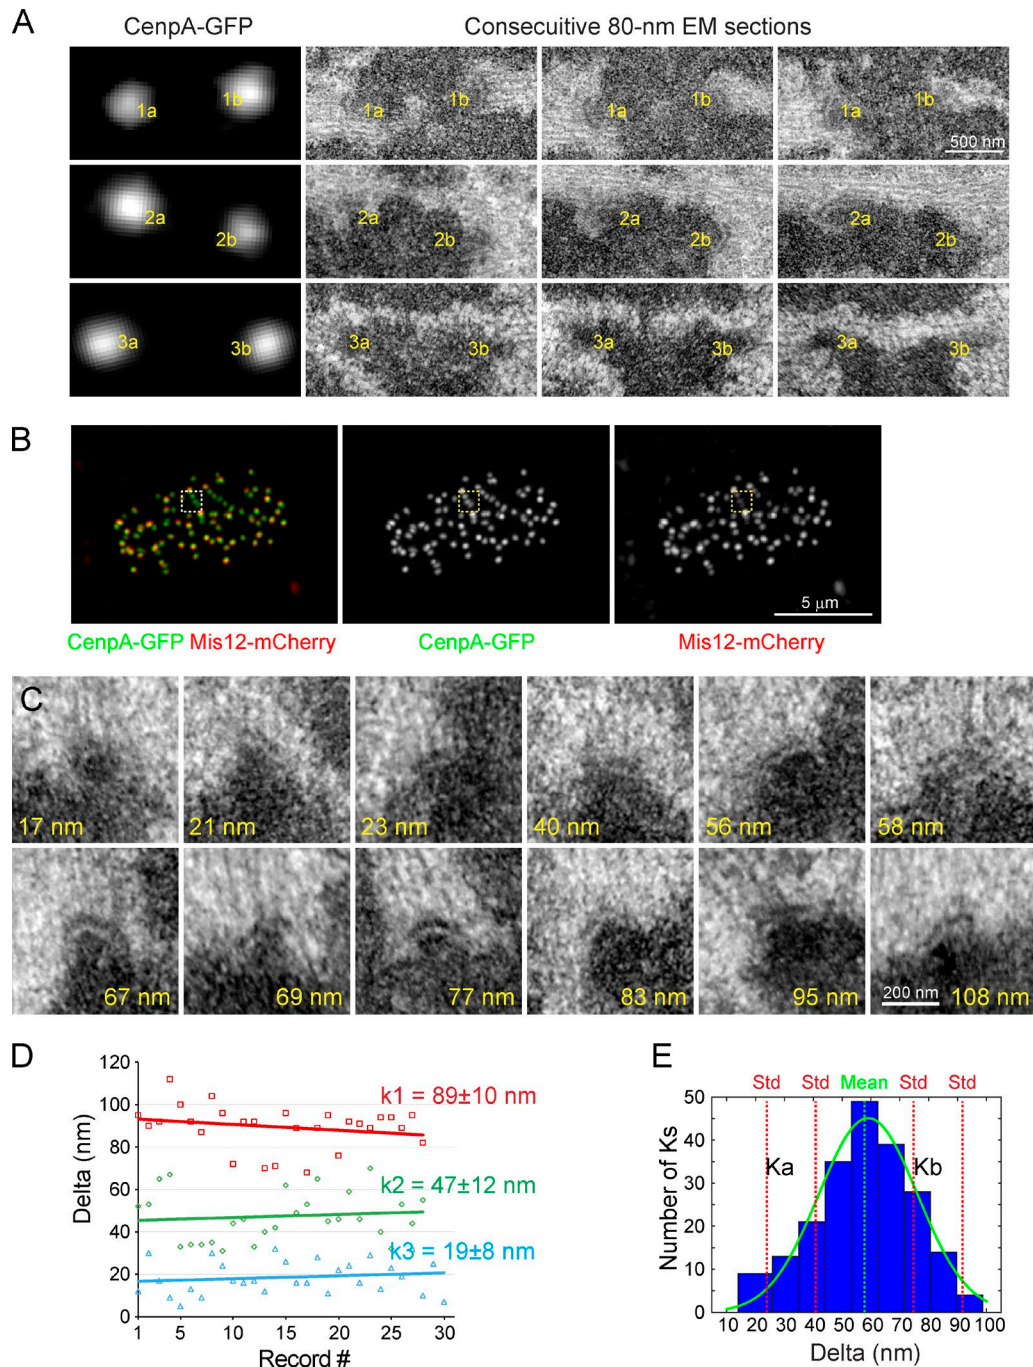 A
CenpA-GFP
Consecuitive 80-nm EM sections
1a 1b 1a 1b 1a 1b 1a 1b
500 nm
2a 2b 2a 2b 2a 2b 2a 2b
3a 3b 3a 3b 3a 3b 3a 3b
B
5 µm
CenpA-GFP Mis12-mCherry
CenpA-GFP
Mis12-mCherry
C
17 nm
21 nm
23 nm
40 nm
56 nm
58 nm
67 nm
69 nm
77 nm
83 nm
95 nm
200 nm
108 nm
D
Delta (nm)
120
100
80
60
40
20
0
k1 = 89±10 nm
k2 = 47±12 nm
k3 = 19±8 nm
1 5 10 15 20 25 30
Record #
E
Std Std Mean Std Std
Number of Ks
50
40
30
20
10
0
Ka
Kb
10 20 30 40 50 60 70 80 90 100
Delta (nm)